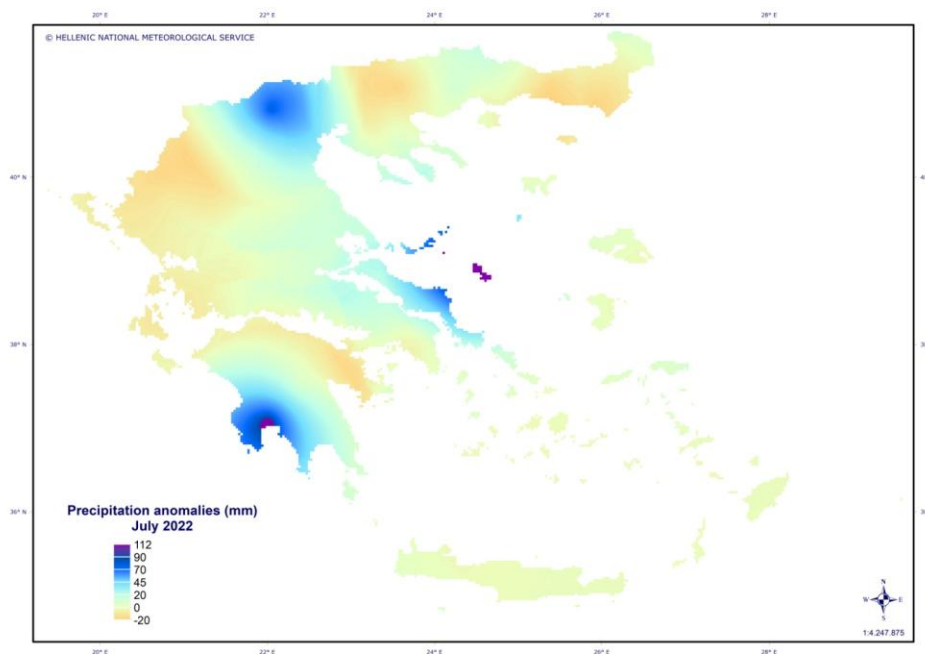 20° E 22° E 24° E 26° E 28° E
© HELLENIC NATIONAL METEOROLOGICAL SERVICE
40° N
38° N
36° N
Precipitation anomalies (mm)
July 2022
112
90
70
45
20
0
-20
N
W E
S
1:4.247.875
20° E 22° E 24° E 26° E 28° E